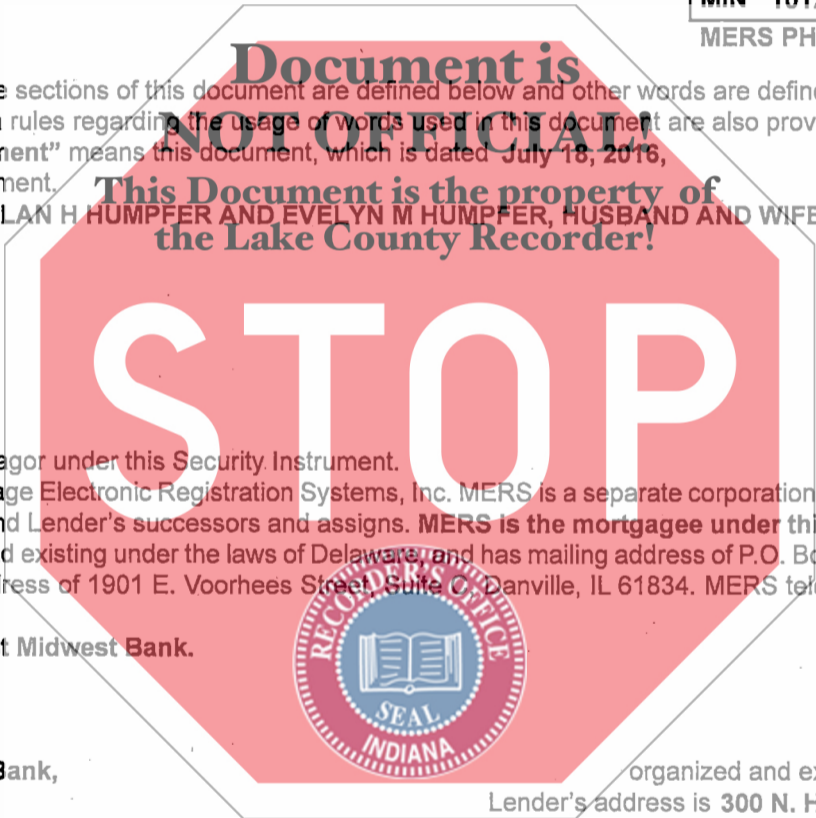 MIN
MERS PH
Document is
sections of this document are defined below and other words are define
rules regarding the usage of words used in this document are also prov
NOT OFFICIAL!
ment" means this document, which is dated July 18, 2016,
ment.
This Document is the property of
LAN H HUMPFER AND EVELYN M HUMPFER, HUSBAND AND WIFE
the Lake County Recorder!
STOP
agor under this Security Instrument.
age Electronic Registration Systems, Inc. MERS is a separate corporation
nd Lender's successors and assigns. MERS is the mortgagee under thi
d existing under the laws of Delaware, and has mailing address of P.O. Bo
ress of 1901 E. Voorhees Street, Suite C, Danville, IL 61834. MERS tel
RECORDER'S OFFICE
t Midwest Bank.
SEAL
INDIANA
Bank,
organized and ex
Lender's address is 300 N. H